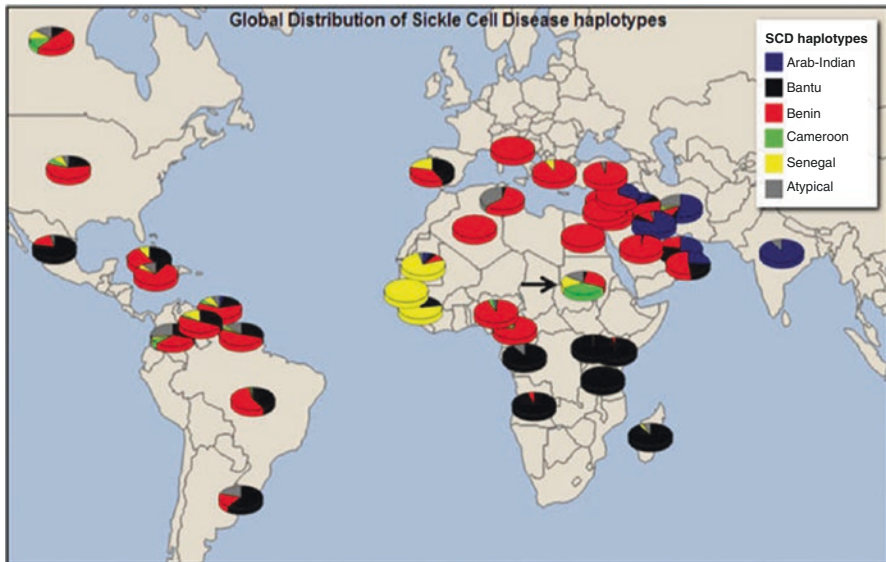 Global Distribution of Sickle Cell Disease haplotypes
SCD haplotypes
Arab-Indian
Bantu
Benin
Cameroon
Senegal
Atypical